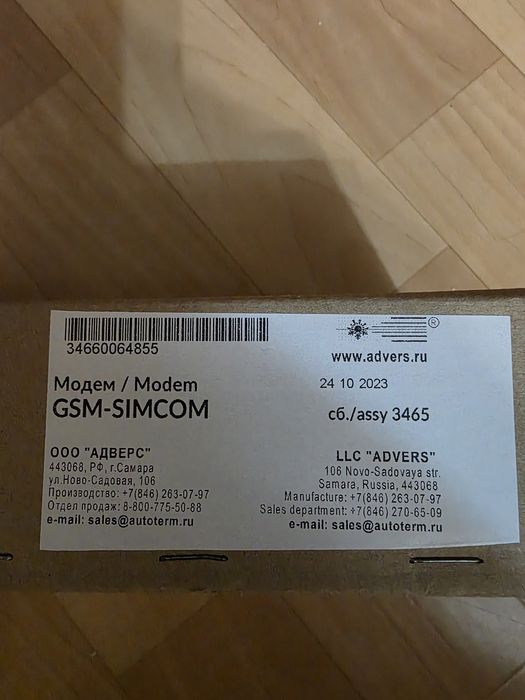 34660064855
®
www.advers.ru
Модем / Modem
24 10 2023
GSM-SIMCOM
сб./assy 3465
ООО "АДВЕРС"
443068, РФ, г.Самара
ул.Ново-Садовая, 106
Производство: +7(846) 263-07-97
Отдел продаж: 8-800-775-50-88
e-mail: sales@autoterm.ru
LLC "ADVERS"
106 Novo-Sadovaya str.
Samara, Russia, 443068
Manufacture: +7(846) 263-07-97
Sales department: +7(846) 270-65-09
e-mail: sales@autoterm.ru